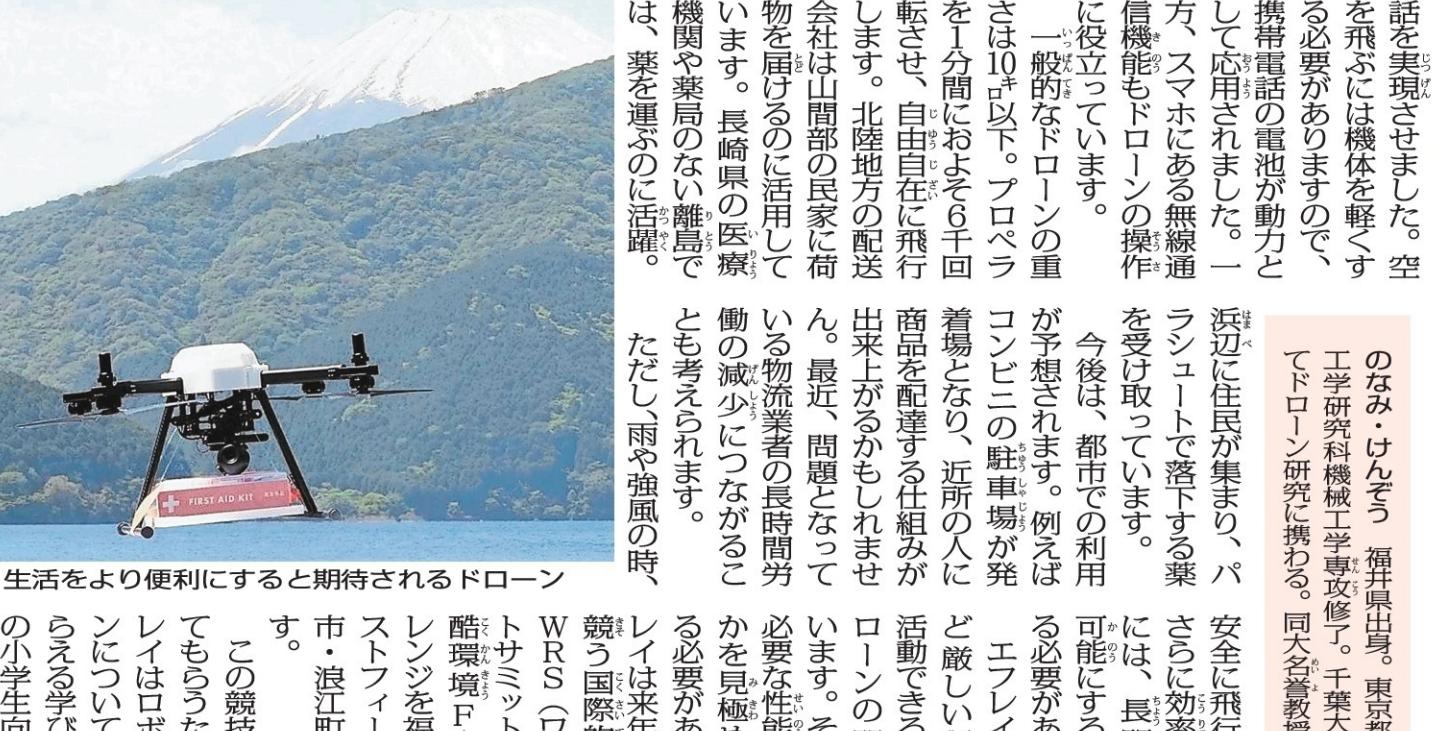 話を実現させました。空
を飛ぶには機体を軽くす
る必要がありますので、
携帯電話の電池が動力と
して応用されました。一
方、スマホにある無線通
信機能もドローンの操作
に役立っています。
一般的なドローンの重
さは10㌔以下。プロペラ
を1分間におよそ6千回
転させ、自由自在に飛行
します。北陸地方の配送
会社は山間部の民家に荷
物を届けるのに活用して
います。長崎県の医療
機関や薬局のない離島で
は、薬を運ぶのに活躍。
浜辺に住民が集まり、パ
ラシュートで落下する薬
を受け取っています。
今後は、都市での利用
が予想されます。例えば
コンビニの駐車場が発
着場となり、近所の人に
商品を配達する仕組みが
出来上がるかもしれませ
ん。最近、問題となって
いる物流業者の長時間労
働の減少につながるこ
とも考えられます。
ただし、雨や強風の時、
のなみ・けんぞう 福井県出身。東京都
工学研究科機械工学専攻修了。千葉大
てドローン研究に携わる。同大名誉教授
FIRST AID KIT
生活をより便利にすると期待されるドローン
安全に飛行
さらに効率
には、長
可能にする
る必要があ
エフレイ
ど厳しい
活動できる
ローンの
います。そ
必要な性能
かを見極め
る必要があ
レイは来年
競う国際的
WRS(ワ
トサミット
酷環境F
レンジを福
ストフィー
市・浪江町
す。
この競技
てもらうた
レイはロボ
ンについて
らえる学び
の小学生向